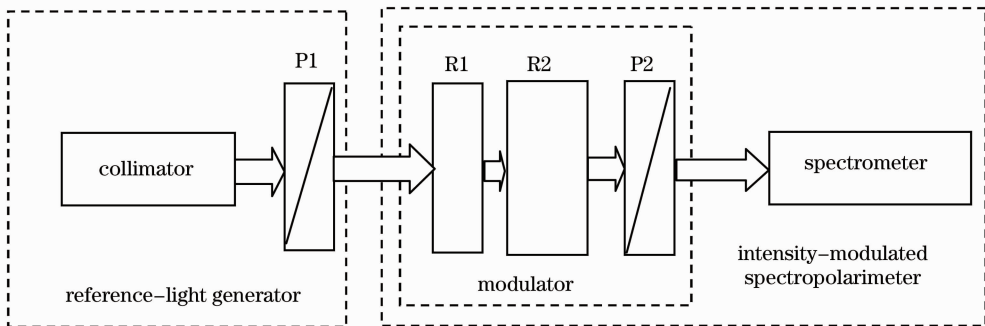 P1
R1
R2
P2
collimator
spectrometer
intensity−modulated
spectropolarimeter
modulator
reference−light generator